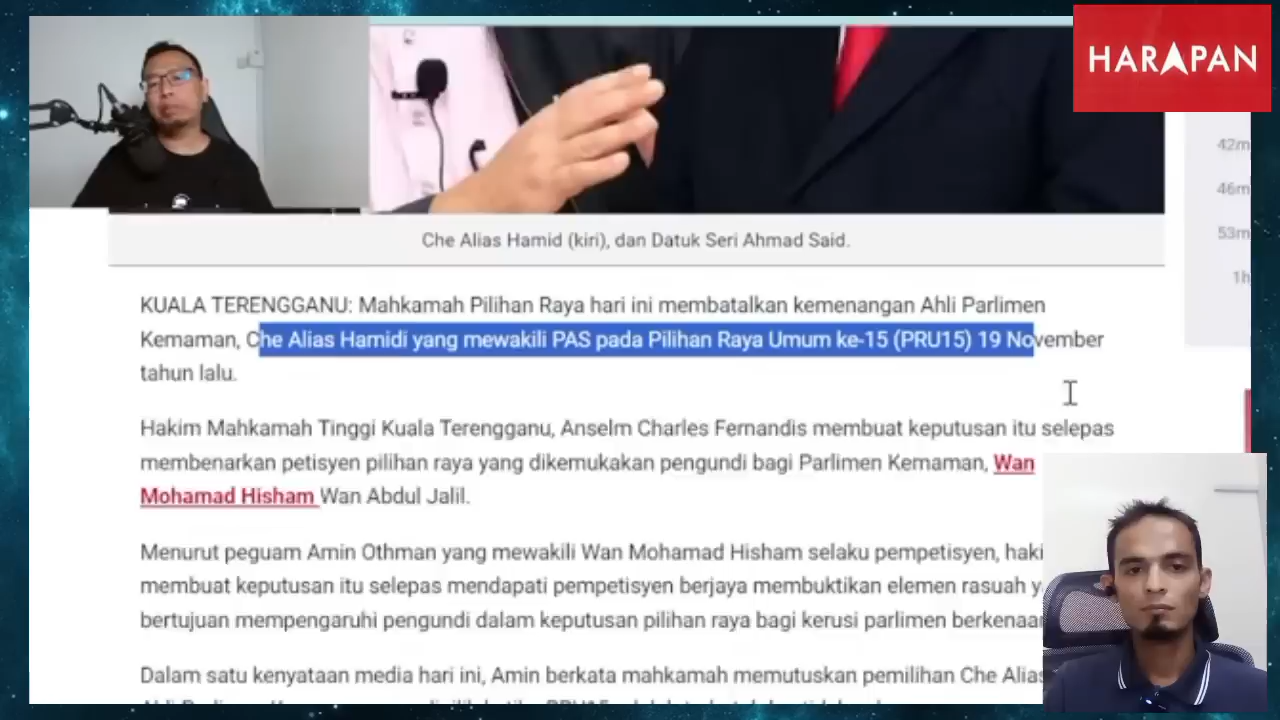 HARAPAN
42m
46m
53m
1h
Che Alias Hamid (kiri), dan Datuk Seri Ahmad Said.
KUALA TERENGGANU: Mahkamah Pilihan Raya hari ini membatalkan kemenangan Ahli Parlimen
Kemaman, Che Alias Hamidi yang mewakili PAS pada Pilihan Raya Umum ke-15 (PRU15) 19 November
tahun lalu.
Hakim Mahkamah Tinggi Kuala Terengganu, Anselm Charles Fernandis membuat keputusan itu selepas
membenarkan petisyen pilihan raya yang dikemukakan pengundi bagi Parlimen Kemaman, Wan
Mohamad Hisham Wan Abdul Jalil.
Menurut peguam Amin Othman yang mewakili Wan Mohamad Hisham selaku pempetisyen, haki
membuat keputusan itu selepas mendapati pempetisyen berjaya membuktikan elemen rasuah y
bertujuan mempengaruhi pengundi dalam keputusan pilihan raya bagi kerusi parlimen berkenaan
Dalam satu kenyataan media hari ini, Amin berkata mahkamah memutuskan pemilihan Che Alias